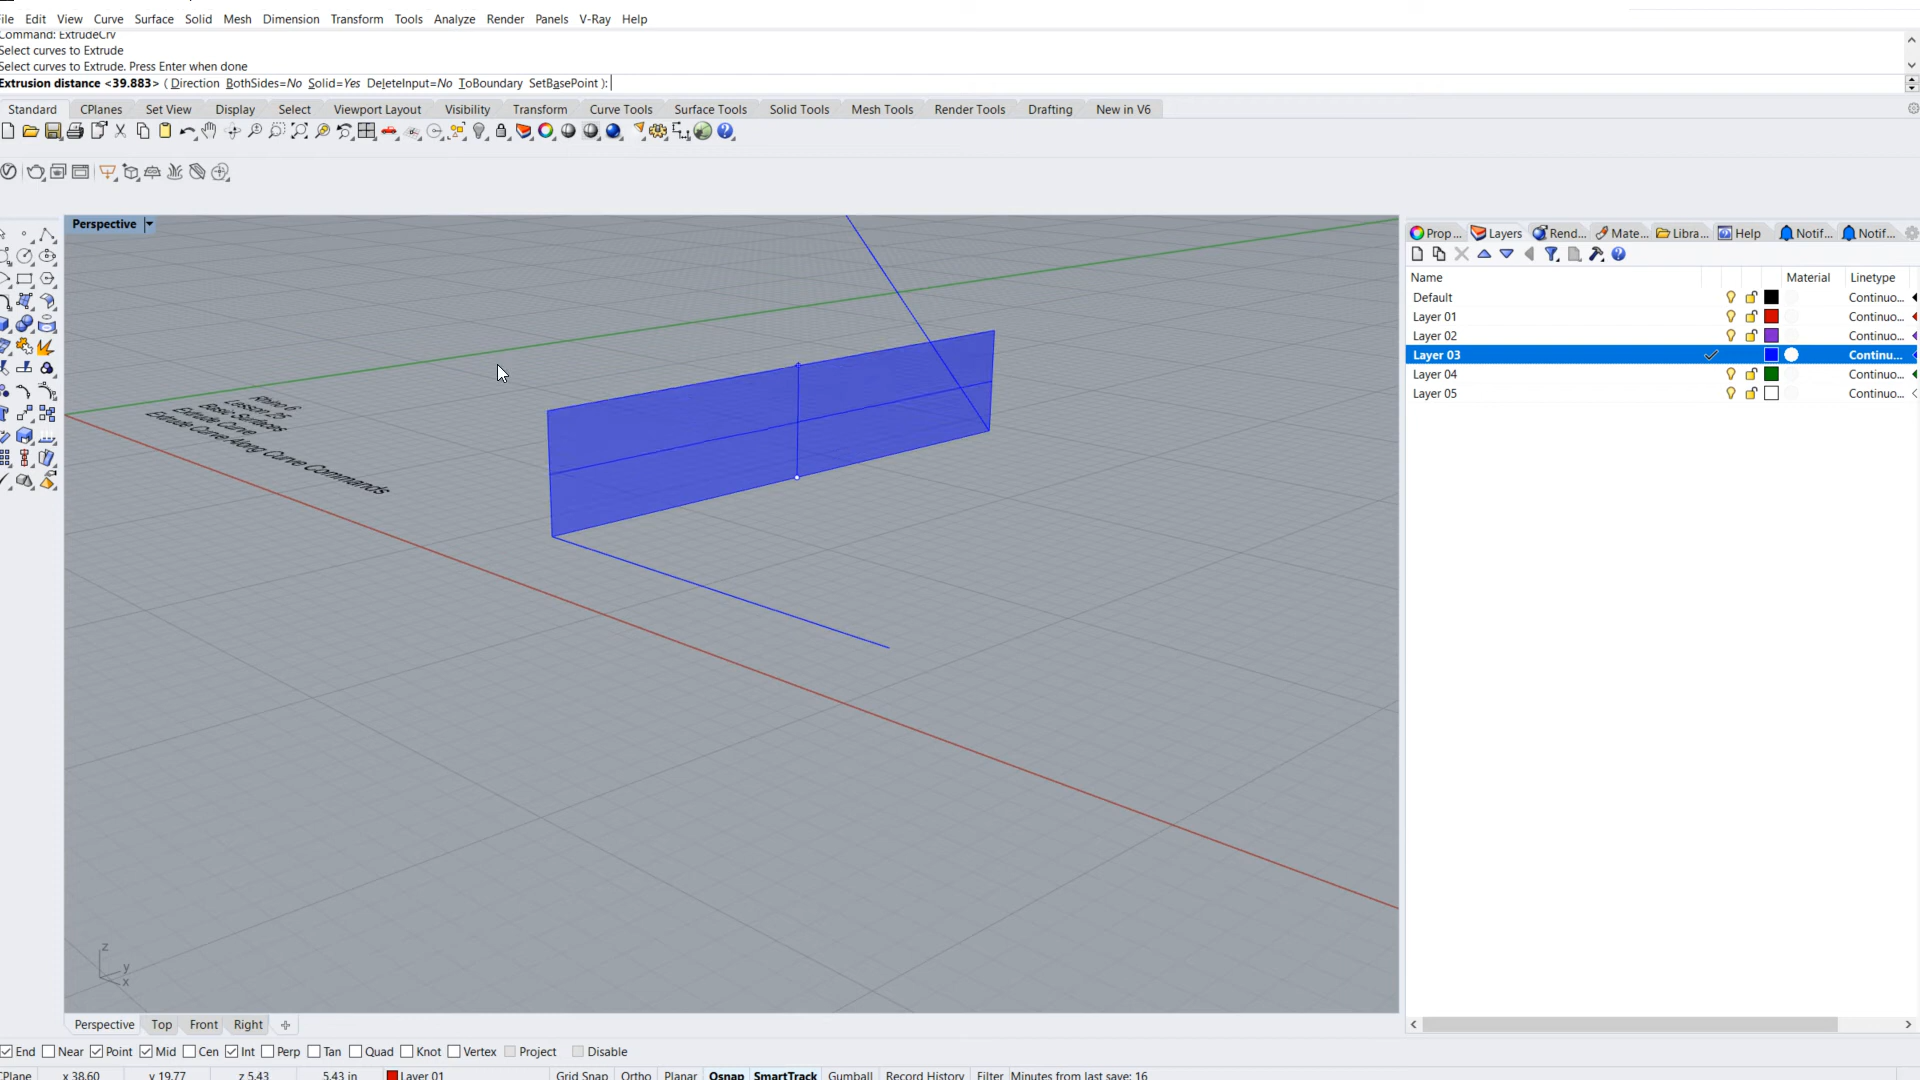 File Edit View Curve Surface Solid Mesh Dimension Transform Tools Analyze Render Panels V-Ray Help
Command: ExtrudeCrv
Select curves to Extrude
Select curves to Extrude. Press Enter when done
Extrusion distance <39.883> ( Direction BothSides=No Solid=Yes DeleteInput=No ToBoundary SetBasePoint ):
Standard CPlanes Set View Display Select Viewport Layout Visibility Transform Curve Tools Surface Tools Solid Tools Mesh Tools Render Tools Drafting New in V6
Perspective
Prop... Layers Rend... Mate... Libra... Help Notif... Notif...
Name Material Linetype
Default Continuo...
Layer 01 Continuo...
Layer 02 Continuo...
Layer 03 Continu...
Layer 04 Continuo...
Layer 05 Continuo...
Rhino 6
Basic Surfaces
Extrude Curve
Extrude Curve Along Curve Commands
z
y
x
Perspective Top Front Right
End Near Point Mid Cen Int Perp Tan Quad Knot Vertex Project Disable
CPlane x 38.60 y 19.77 z 5.43 5.43 in Layer 01 Grid Snap Ortho Planar Osnap SmartTrack Gumball Record History Filter Minutes from last save: 16